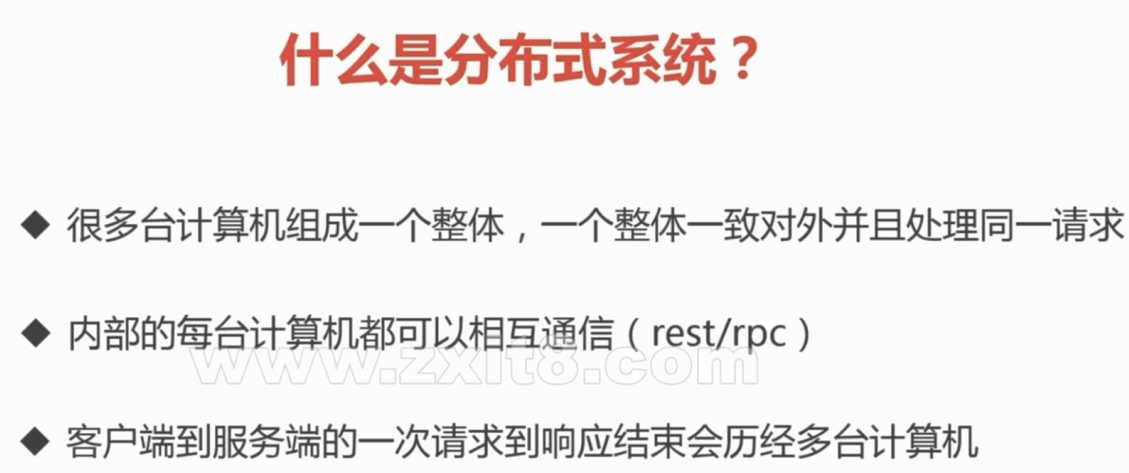 什么是分布式系统？
◆ 很多台计算机组成一个整体，一个整体一致对外并且处理同一请求
◆ 内部的每台计算机都可以相互通信（rest/rpc）
www.zxit8.com
◆ 客户端到服务端的一次请求到响应结束会历经多台计算机